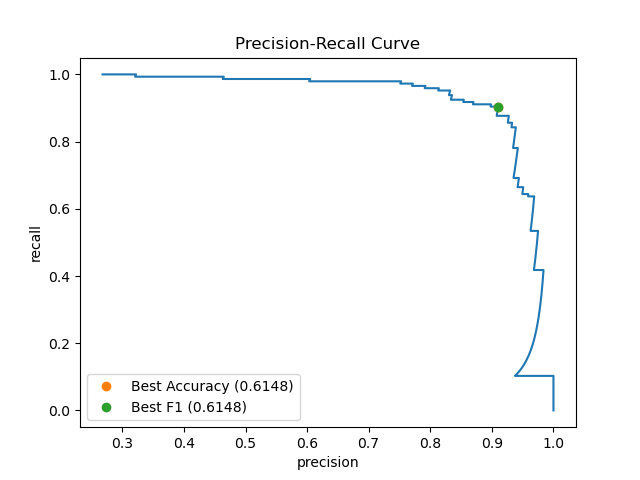 Precision-Recall Curve
1.0
0.8
0.6
0.4
0.2
0.0
recall
Best Accuracy (0.6148)
Best F1 (0.6148)
0.3 0.4 0.5 0.6 0.7 0.8 0.9 1.0
precision